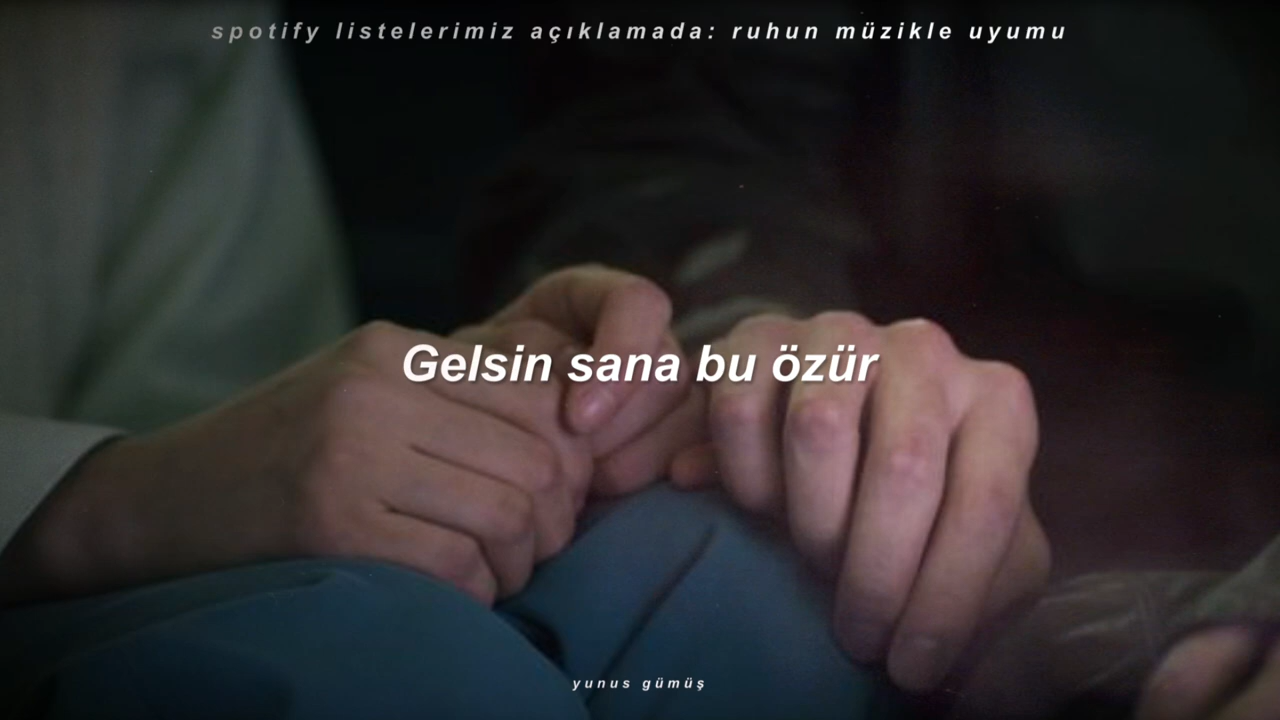 spotify listelerimiz açıklamada: ruhun müzikle uyumu
Gelsin sana bu özür
yunus gümüş